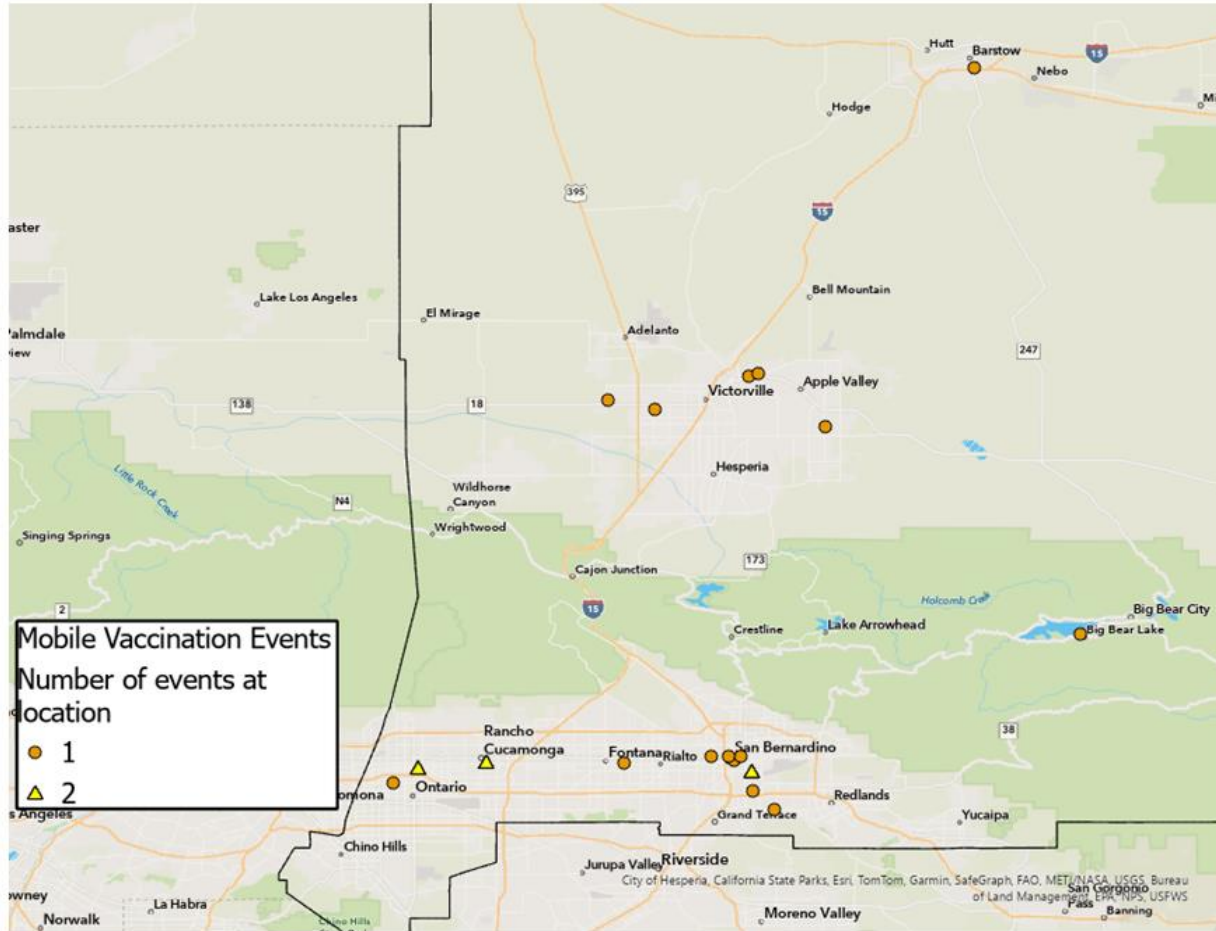 Hutt
Barstow
15
Nebo
Mi
Hodge
395
15
aster
Bell Mountain
Lake Los Angeles
El Mirage
Adelanto
Palmdale
view
247
Victorville
Apple Valley
138
18
Hesperia
Little Rock Creek
Wildhorse
Canyon
N4
Wrightwood
Singing Springs
173
Cajon Junction
Holcomb Creek
2
15
Big Bear City
Crestline
Lake Arrowhead
Big Bear Lake
Mobile Vaccination Events
Number of events at
location
1
2
38
Rancho
Cucamonga
Fontana
Rialto
San Bernardino
omona
Ontario
Redlands
s Angeles
Grand Terrace
Yucaipa
Chino Hills
Jurupa Valley
Riverside
City of Hesperia, California State Parks, Esri, TomTom, Garmin, SafeGraph, FAO, METI/NASA, USGS, Bureau
of Land Management, EPA, NPS, USFWS
owney
La Habra
Norwalk
Chino Hills
Moreno Valley
San Gorgonio
Pass
Banning